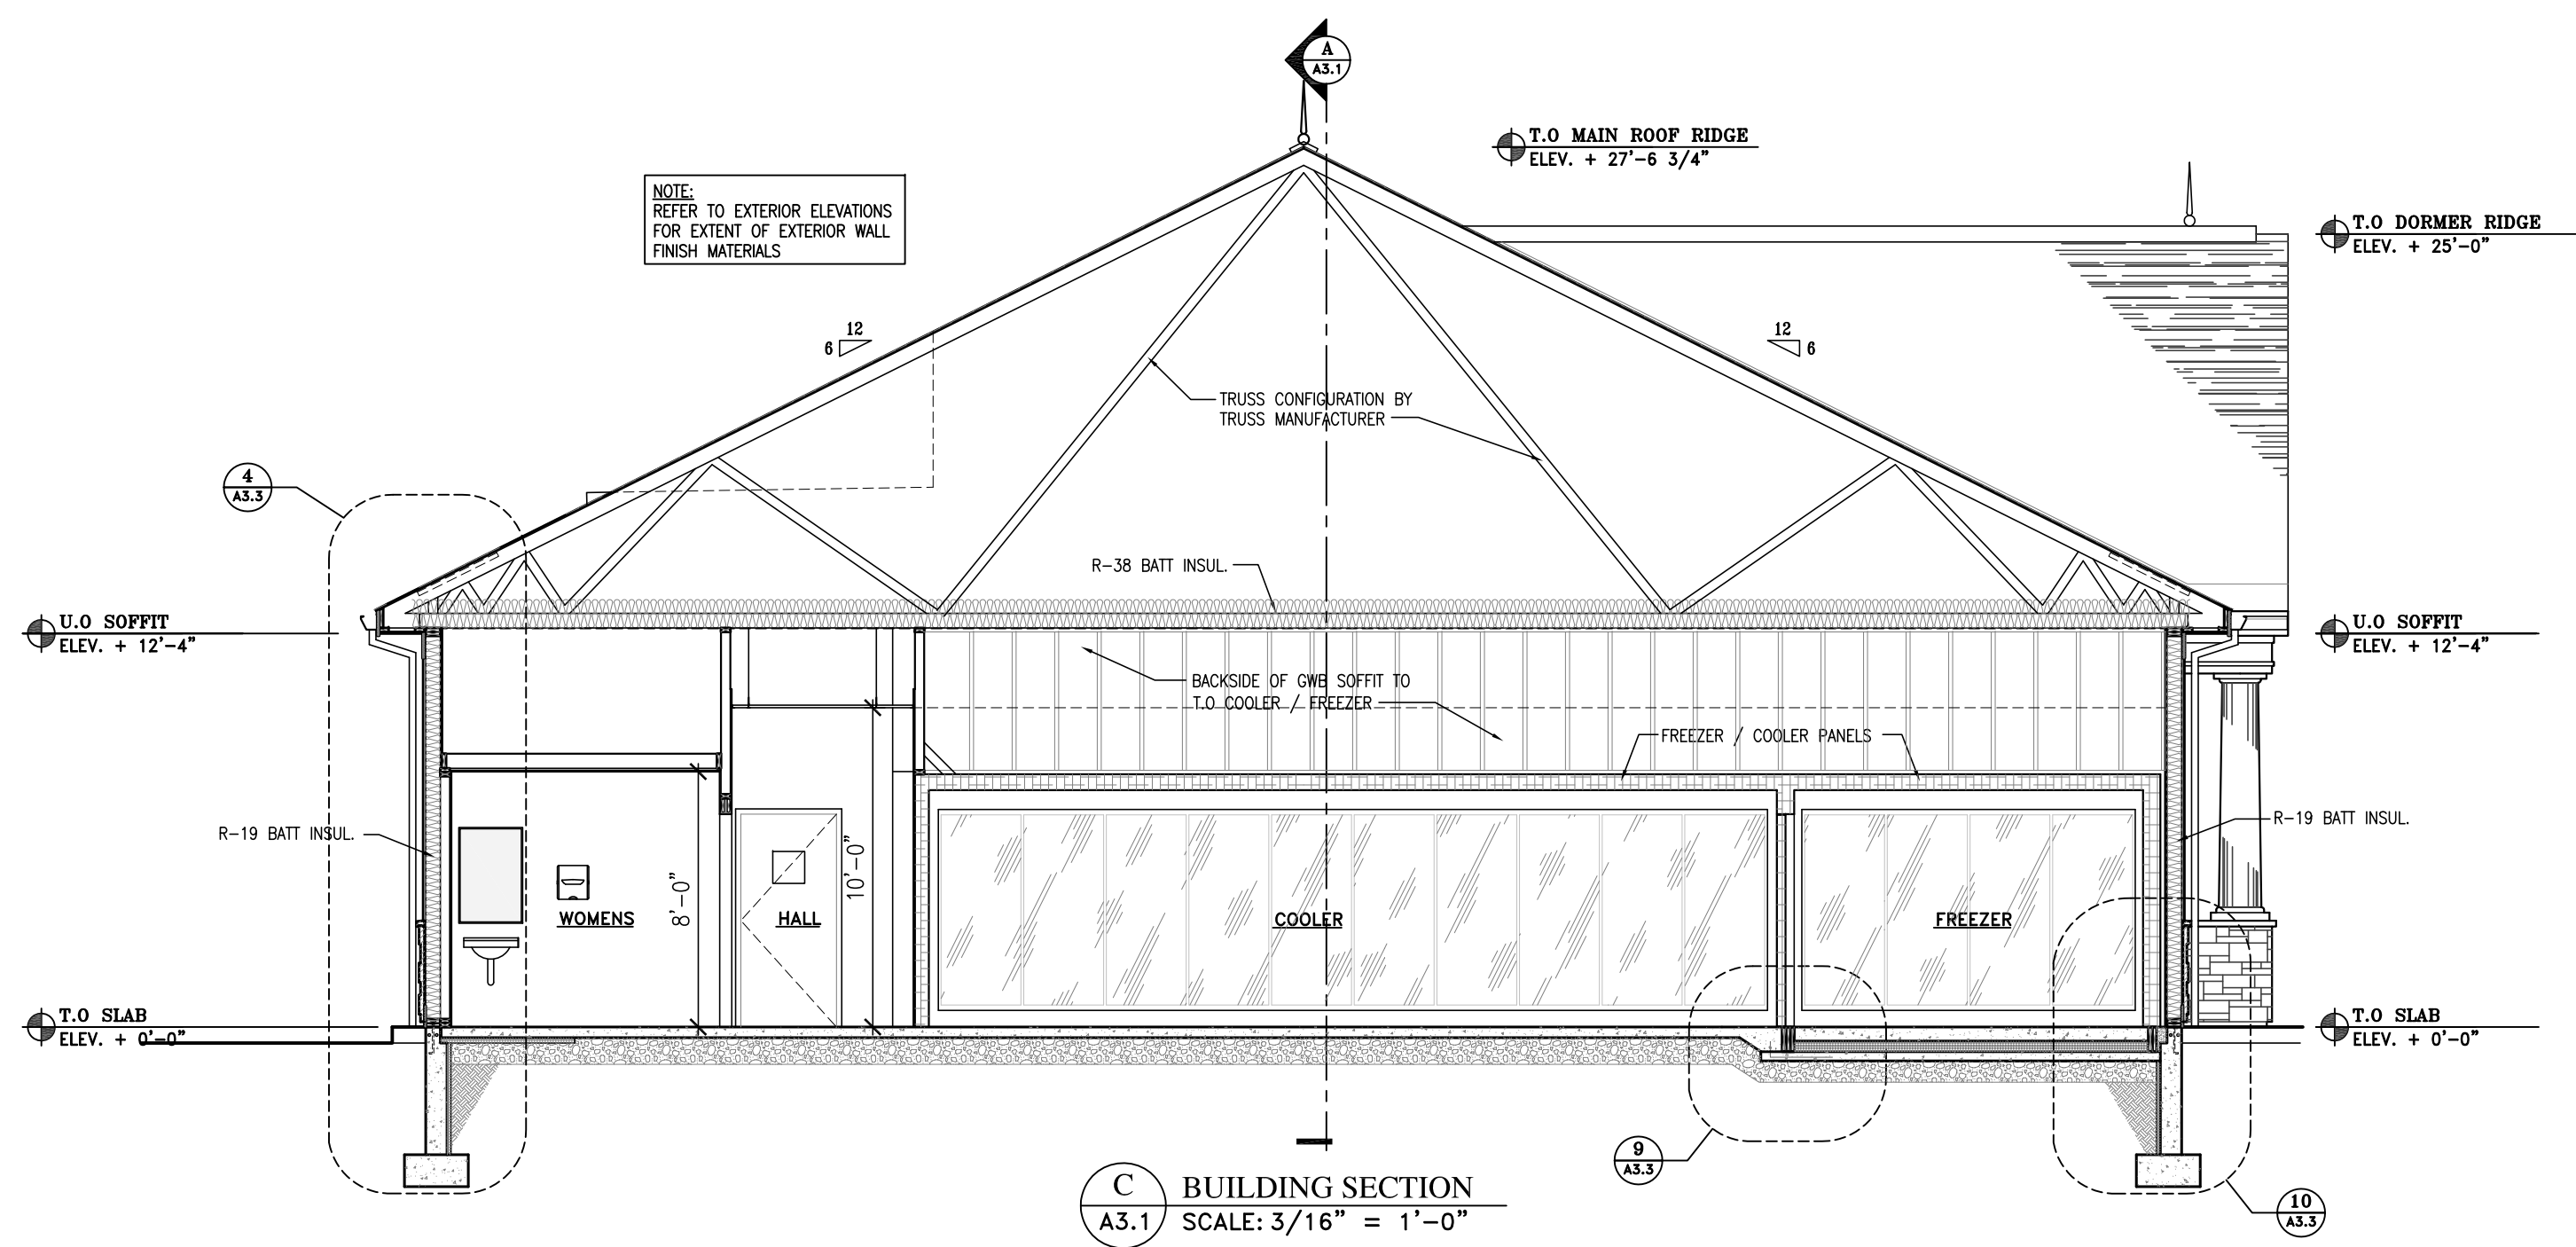 A
A3.1
T.O MAIN ROOF RIDGE
ELEV. + 27'-6 3/4"
NOTE:
REFER TO EXTERIOR ELEVATIONS
FOR EXTENT OF EXTERIOR WALL
FINISH MATERIALS
T.O DORMER RIDGE
ELEV. + 25'-0"
12
6
12
6
TRUSS CONFIGURATION BY
TRUSS MANUFACTURER
4
A3.3
R-38 BATT INSUL.
U.O SOFFIT
ELEV. + 12'-4"
U.O SOFFIT
ELEV. + 12'-4"
BACKSIDE OF GWB SOFFIT TO
T.O COOLER / FREEZER
FREEZER / COOLER PANELS
R-19 BATT INSUL.
R-19 BATT INSUL.
8'-0"
10'-0"
WOMENS
HALL
COOLER
FREEZER
T.O SLAB
ELEV. + 0'-0"
T.O SLAB
ELEV. + 0'-0"
9
A3.3
10
A3.3
C
A3.1
BUILDING SECTION
SCALE: 3/16" = 1'-0"